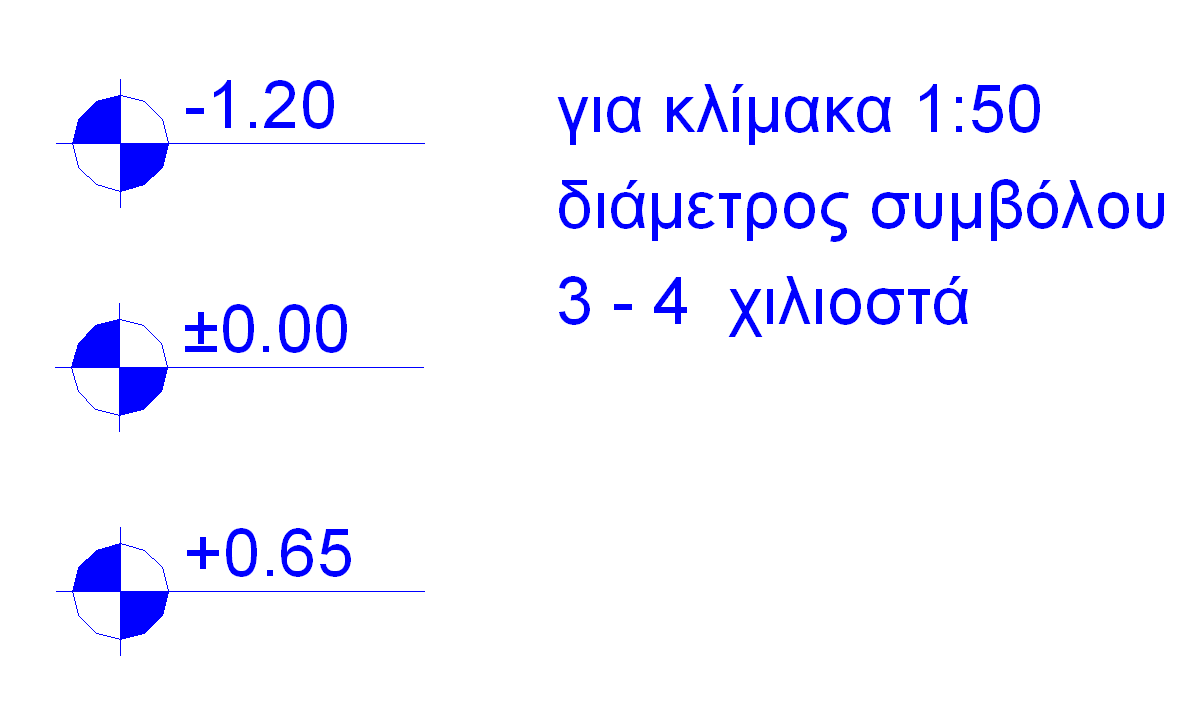 -1.20
±0.00
+0.65
για κλίμακα 1:50
διάμετρος συμβόλου
3 - 4 χιλιοστά